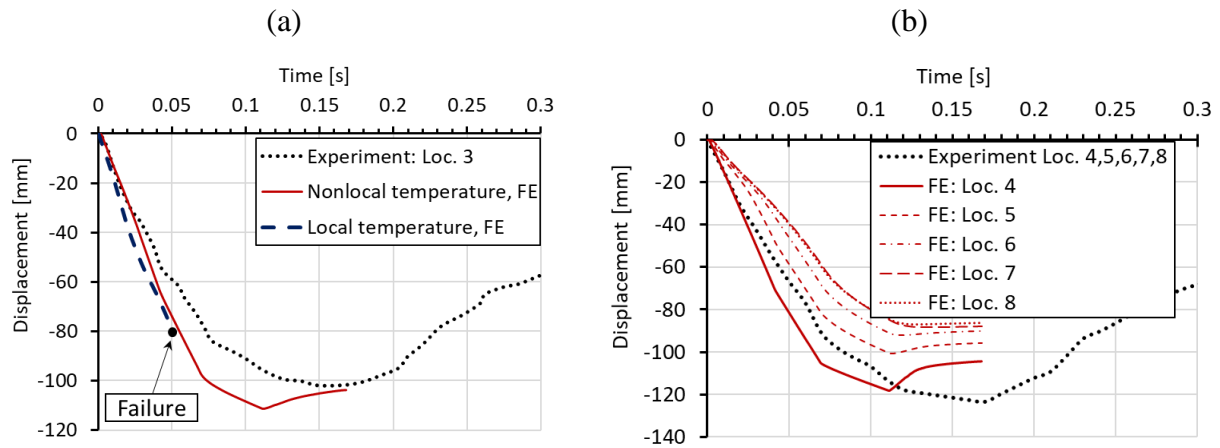 (a)
Time [s]
0 0.05 0.1 0.15 0.2 0.25 0.3
Displacement [mm]
0
-20
-40
-60
-80
-100
-120
Experiment: Loc. 3
Nonlocal temperature, FE
Local temperature, FE
Failure
(b)
Time [s]
0 0.05 0.1 0.15 0.2 0.25 0.3
Displacement [mm]
0
-20
-40
-60
-80
-100
-120
-140
Experiment Loc. 4,5,6,7,8
FE: Loc. 4
FE: Loc. 5
FE: Loc. 6
FE: Loc. 7
FE: Loc. 8